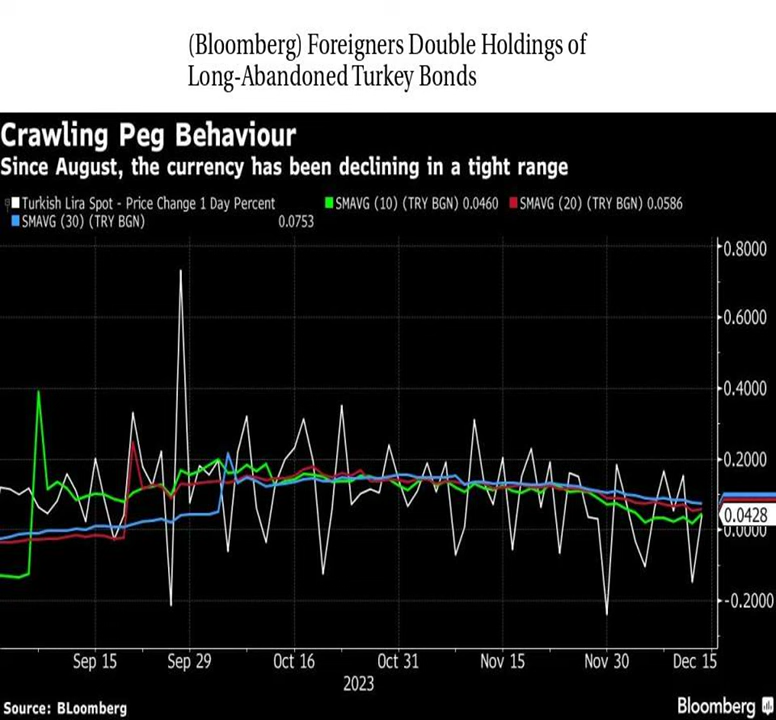 (Bloomberg) Foreigners Double Holdings of
Long-Abandoned Turkey Bonds
Crawling Peg Behaviour
Since August, the currency has been declining in a tight range
Turkish Lira Spot - Price Change 1 Day Percent SMAVG (10) (TRY BGN) 0.0460 SMAVG (20) (TRY BGN) 0.0586
SMAVG (30) (TRY BGN) 0.0753
0.8000
0.6000
0.4000
0.2000
0.0428
0.0000
-0.2000
Sep 15 Sep 29 Oct 16 Oct 31 Nov 15 Nov 30 Dec 15
2023
Source: BLoomberg Bloomberg